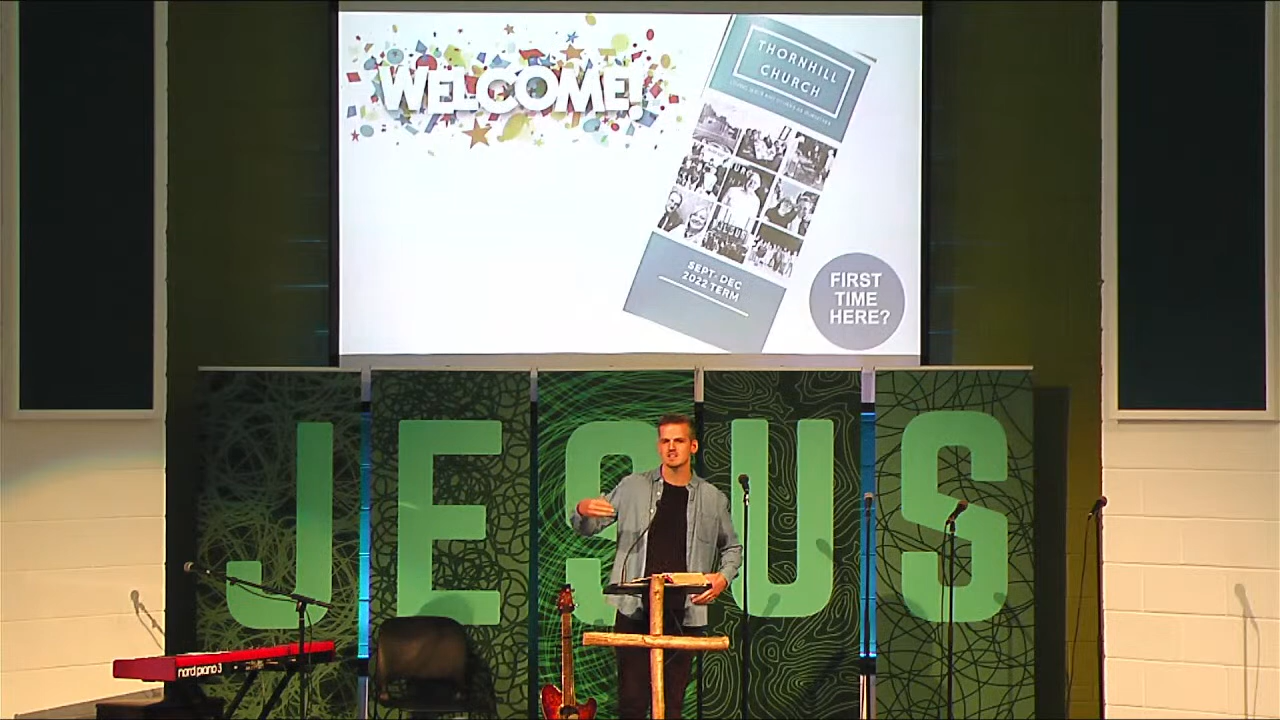 WELCOME!
THORNHILL
CHURCH
SEPT- DEC
2022 TERM
FIRST
TIME
HERE?
JESUS
nord piano 3